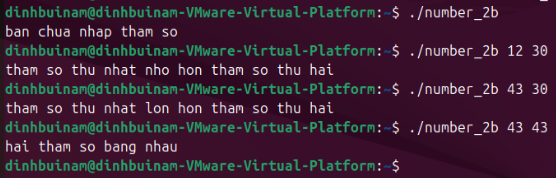 dinhbuinam@dinhbuinam-VMware-Virtual-Platform:~$ ./number_2b
ban chua nhap tham so
dinhbuinam@dinhbuinam-VMware-Virtual-Platform:~$ ./number_2b 12 30
tham so thu nhat nho hon tham so thu hai
dinhbuinam@dinhbuinam-VMware-Virtual-Platform:~$ ./number_2b 43 30
tham so thu nhat lon hon tham so thu hai
dinhbuinam@dinhbuinam-VMware-Virtual-Platform:~$ ./number_2b 43 43
hai tham so bang nhau
dinhbuinam@dinhbuinam-VMware-Virtual-Platform:~$